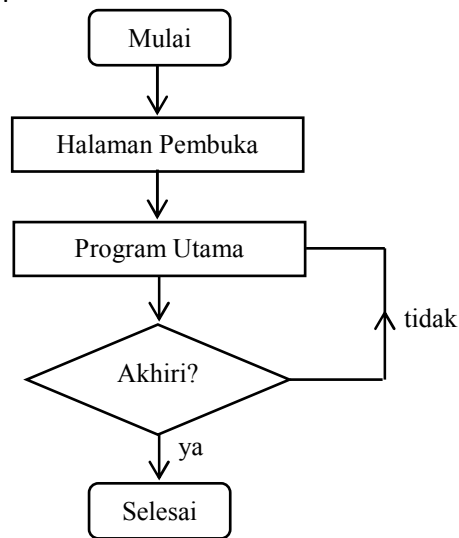 Mulai
Halaman Pembuka
Program Utama
tidak
Akhiri?
ya
Selesai